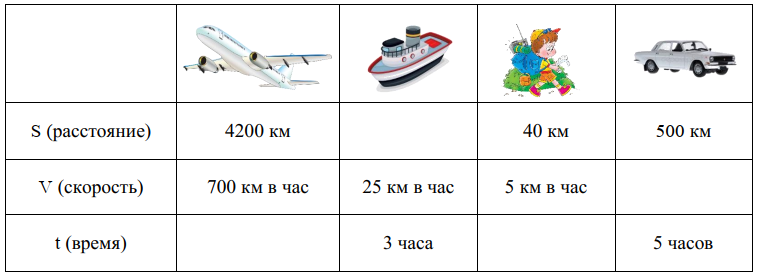 S (расстояние) 4200 км 40 км 500 км
V (скорость) 700 км в час 25 км в час 5 км в час
t (время) 3 часа 5 часов